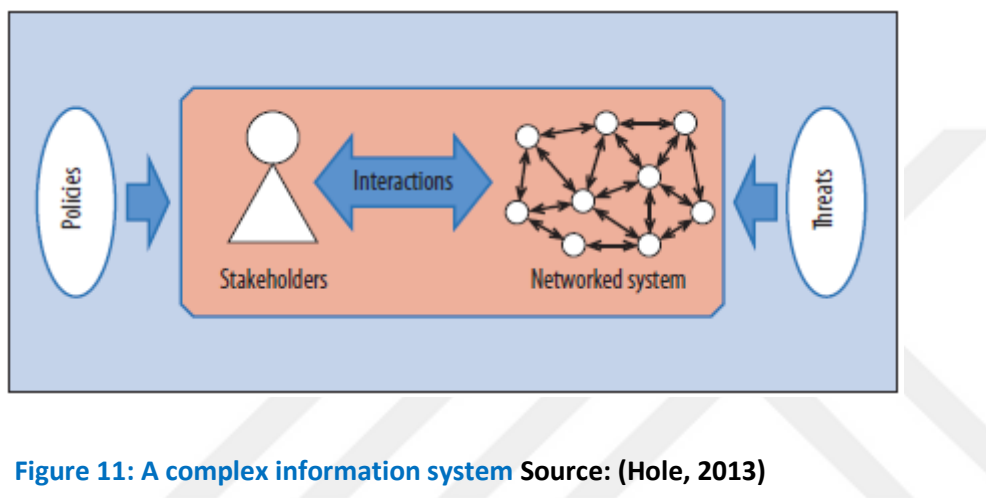 Policies
Interactions
Threats
Stakeholders
Networked system
Figure 11: A complex information system Source: (Hole, 2013)